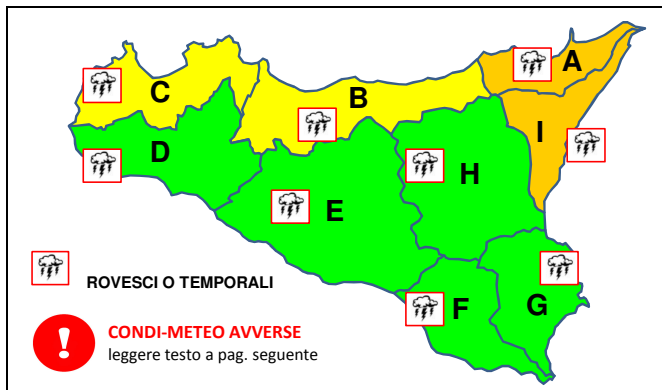 A
C
B
I
D
H
E
ROVESCI O TEMPORALI
F
G
CONDI-METEO AVVERSE
leggere testo a pag. seguente